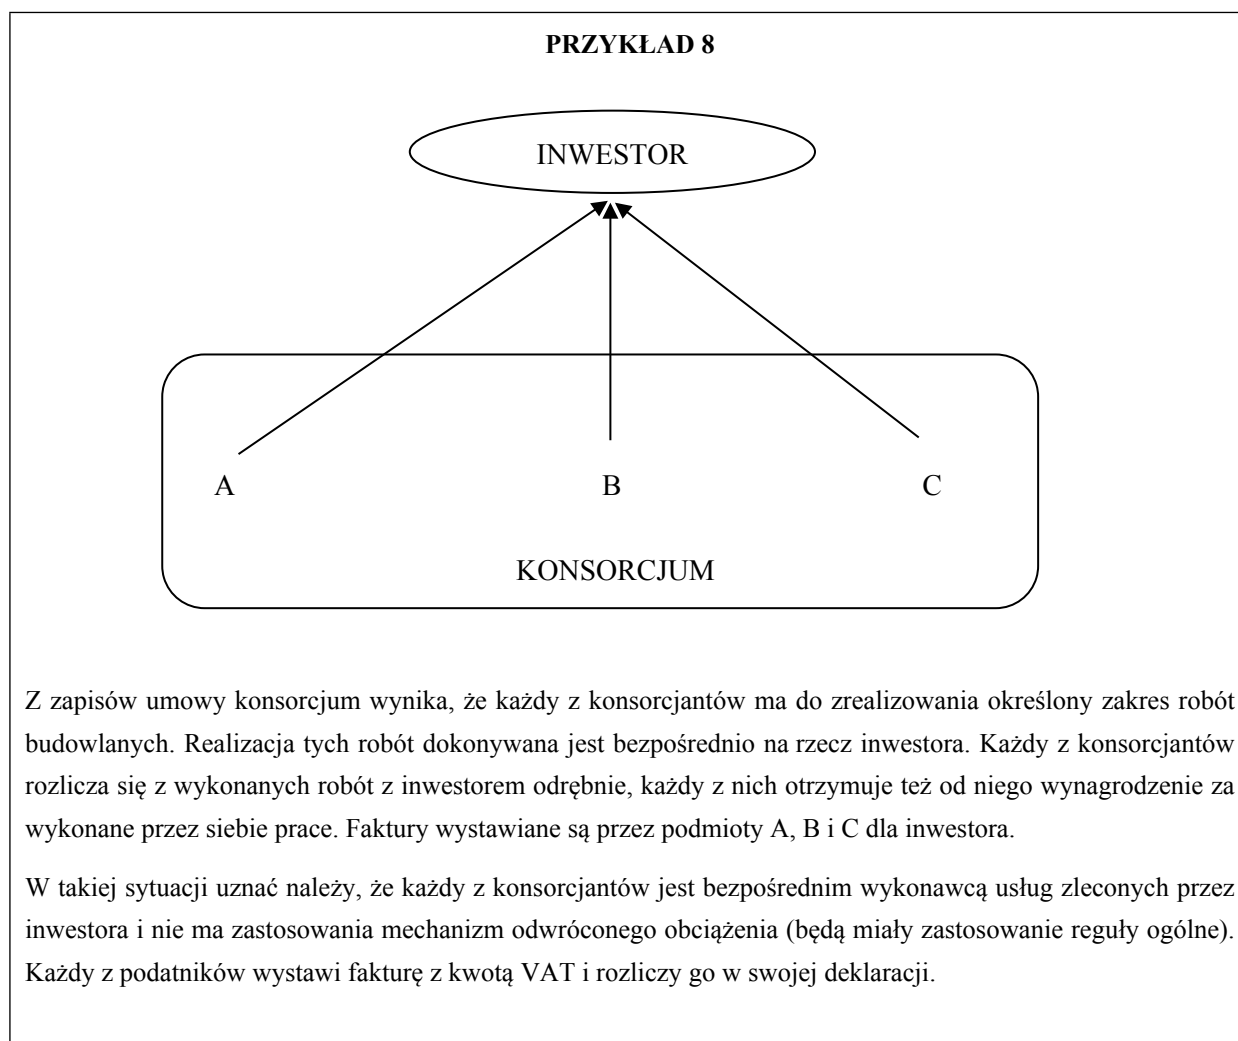 PRZYKŁAD 8
INWESTOR
A B C
KONSORCJUM
Z zapisów umowy konsorcjum wynika, że każdy z konsorcjantów ma do zrealizowania określony zakres robót
budowlanych. Realizacja tych robót dokonywana jest bezpośrednio na rzecz inwestora. Każdy z konsorcjantów
rozlicza się z wykonanych robót z inwestorem odrębnie, każdy z nich otrzymuje też od niego wynagrodzenie za
wykonane przez siebie prace. Faktury wystawiane są przez podmioty A, B i C dla inwestora.
W takiej sytuacji uznać należy, że każdy z konsorcjantów jest bezpośrednim wykonawcą usług zleconych przez
inwestora i nie ma zastosowania mechanizm odwróconego obciążenia (będą miały zastosowanie reguły ogólne).
Każdy z podatników wystawi fakturę z kwotą VAT i rozliczy go w swojej deklaracji.